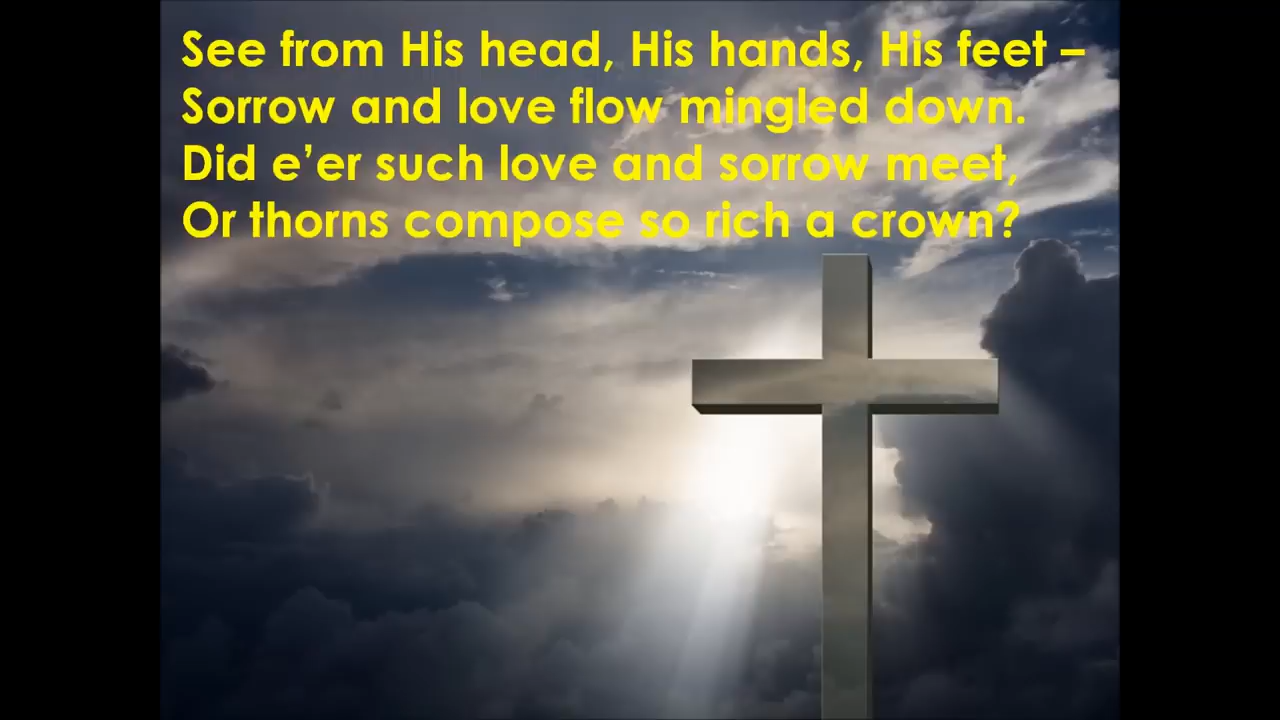 See from His head, His hands, His feet –
Sorrow and love flow mingled down.
Did e’er such love and sorrow meet,
Or thorns compose so rich a crown?